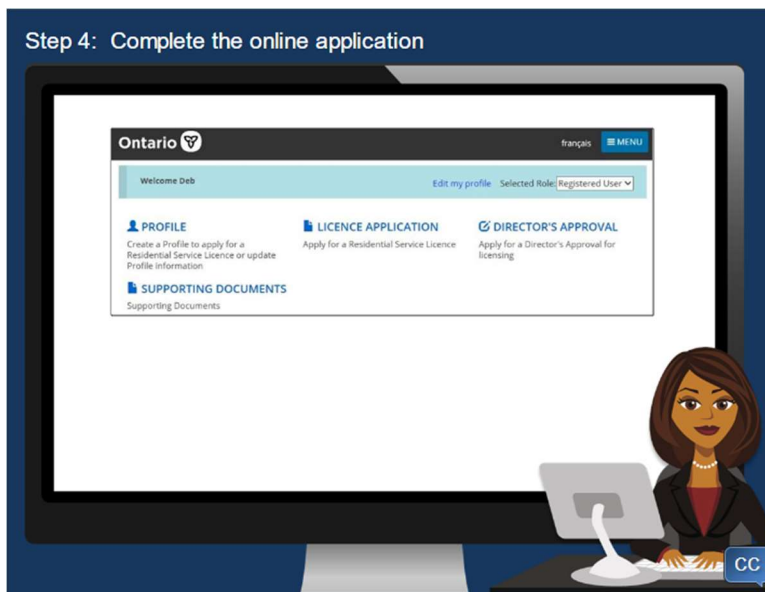 Step 4: Complete the online application
Ontario
français
MENU
Welcome Deb
Edit my profile
Selected Role: Registered User
PROFILE
Create a Profile to apply for a
Residential Service Licence or update
Profile Information
LICENCE APPLICATION
Apply for a Residential Service Licence
DIRECTOR'S APPROVAL
Apply for a Director's Approval for
licensing
SUPPORTING DOCUMENTS
Supporting Documents
CC